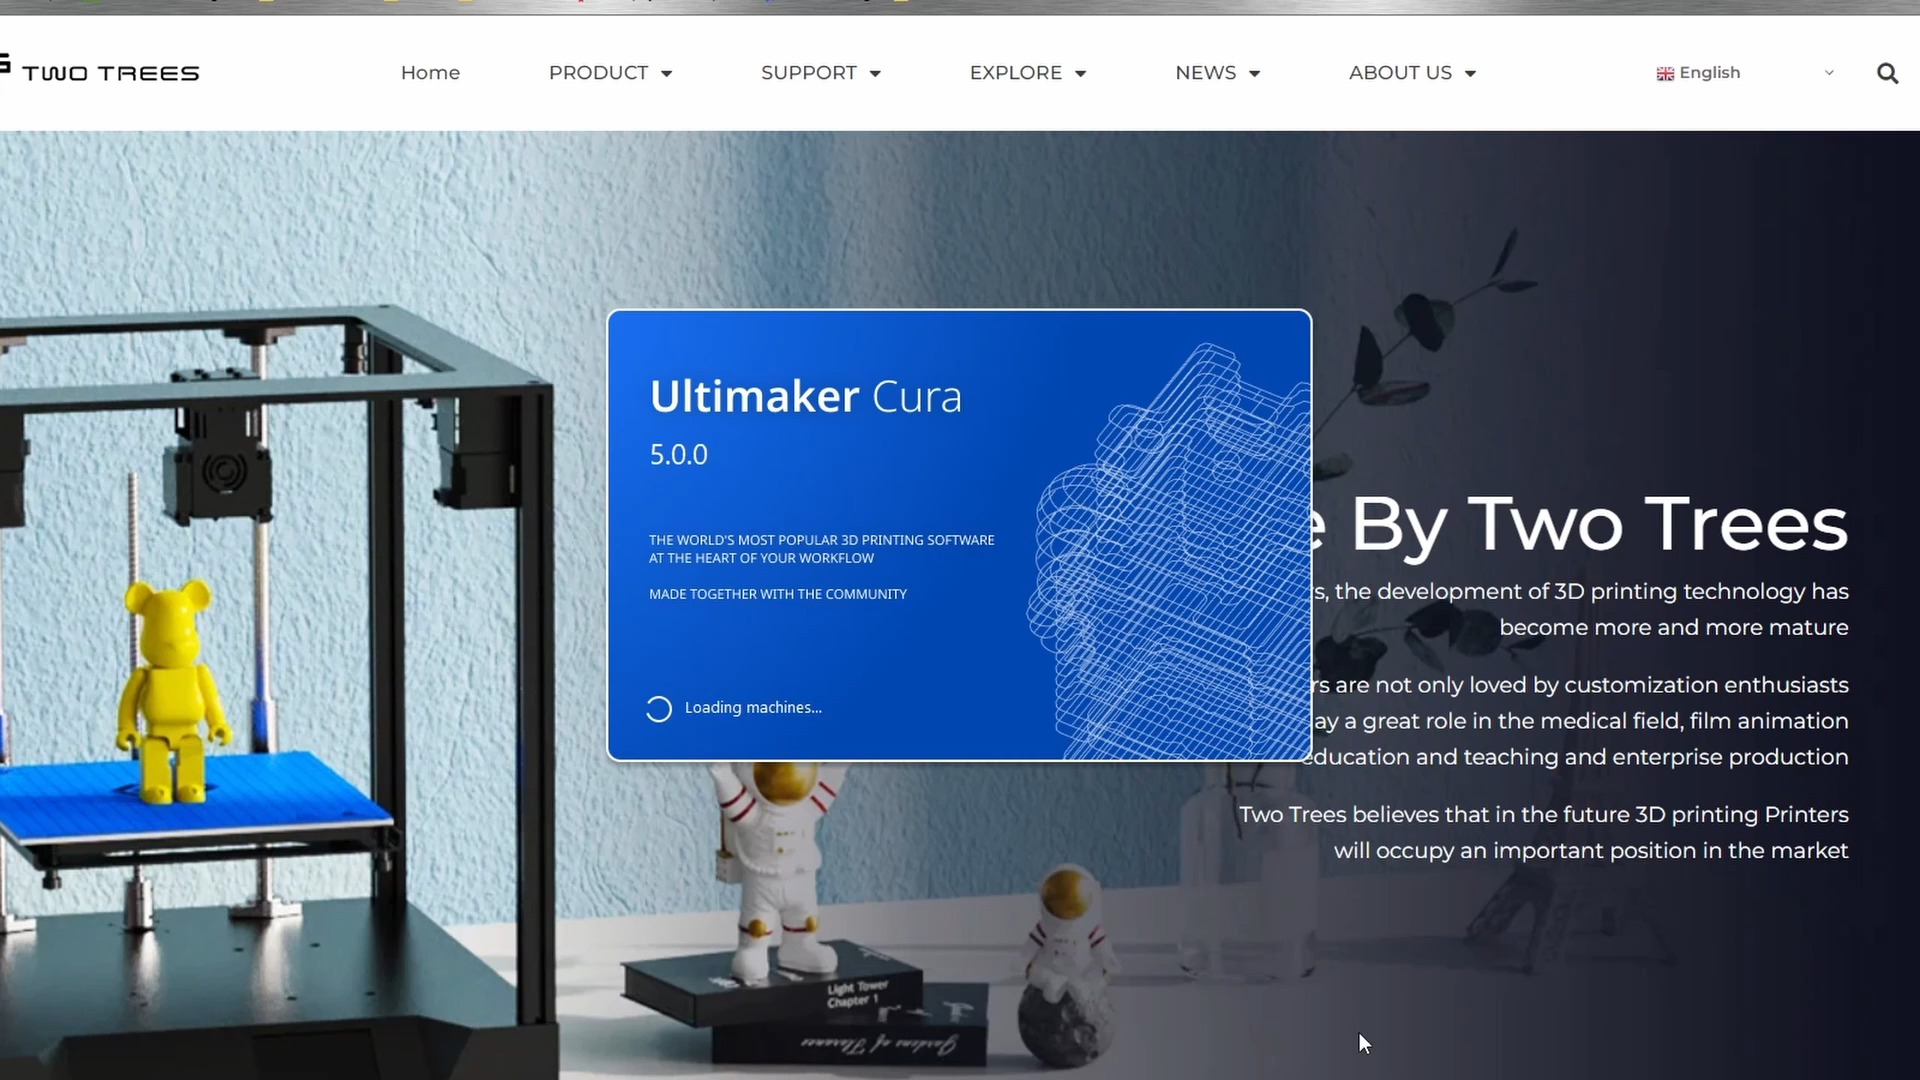 TWO TREES
Home
PRODUCT
SUPPORT
EXPLORE
NEWS
ABOUT US
English
Ultimaker Cura
5.0.0
THE WORLD'S MOST POPULAR 3D PRINTING SOFTWARE
AT THE HEART OF YOUR WORKFLOW
MADE TOGETHER WITH THE COMMUNITY
Loading machines...
By Two Trees
the development of 3D printing technology has
become more and more mature
are not only loved by customization enthusiasts
a great role in the medical field, film animation
education and teaching and enterprise production
Two Trees believes that in the future 3D printing Printers
will occupy an important position in the market
Light Tower
Chapter 1
Gardens of Florence